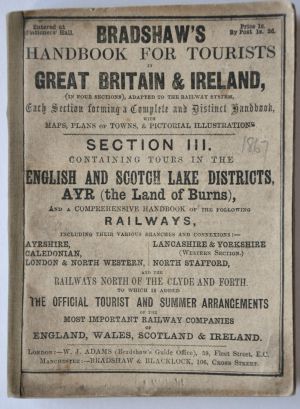 Entered at
Stationers' Hall.
Price 1s.
By Post 1s. 2d.
BRADSHAW'S
HANDBOOK FOR TOURISTS
IN
GREAT BRITAIN & IRELAND,
(IN FOUR SECTIONS), ADAPTED TO THE RAILWAY SYSTEM,
Each Section forming a Complete and Distinct Handbook,
WITH
MAPS, PLANS OF TOWNS, & PICTORIAL ILLUSTRATIONS
1867
SECTION III.
CONTAINING TOURS IN THE
ENGLISH AND SCOTCH LAKE DISTRICTS,
AYR (the Land of Burns),
AND A COMPREHENSIVE HANDBOOK OF THE FOLLOWING
RAILWAYS,
INCLUDING THEIR VARIOUS BRANCHES AND CONNEXIONS:—
AYRSHIRE,
CALEDONIAN,
LONDON & NORTH WESTERN,
LANCASHIRE & YORKSHIRE
(WESTERN SECTION.)
NORTH STAFFORD,
AND THE
RAILWAYS NORTH OF THE CLYDE AND FORTH.
TO WHICH IS ADDED
THE OFFICIAL TOURIST AND SUMMER ARRANGEMENTS
OF THE
MOST IMPORTANT RAILWAY COMPANIES
OF
ENGLAND, WALES, SCOTLAND & IRELAND.
LONDON:—W. J. ADAMS (Bradshaw's Guide Office), 59, Fleet Street, E.C.
MANCHESTER:—BRADSHAW & BLACKLOCK, 106, CROSS STREET.